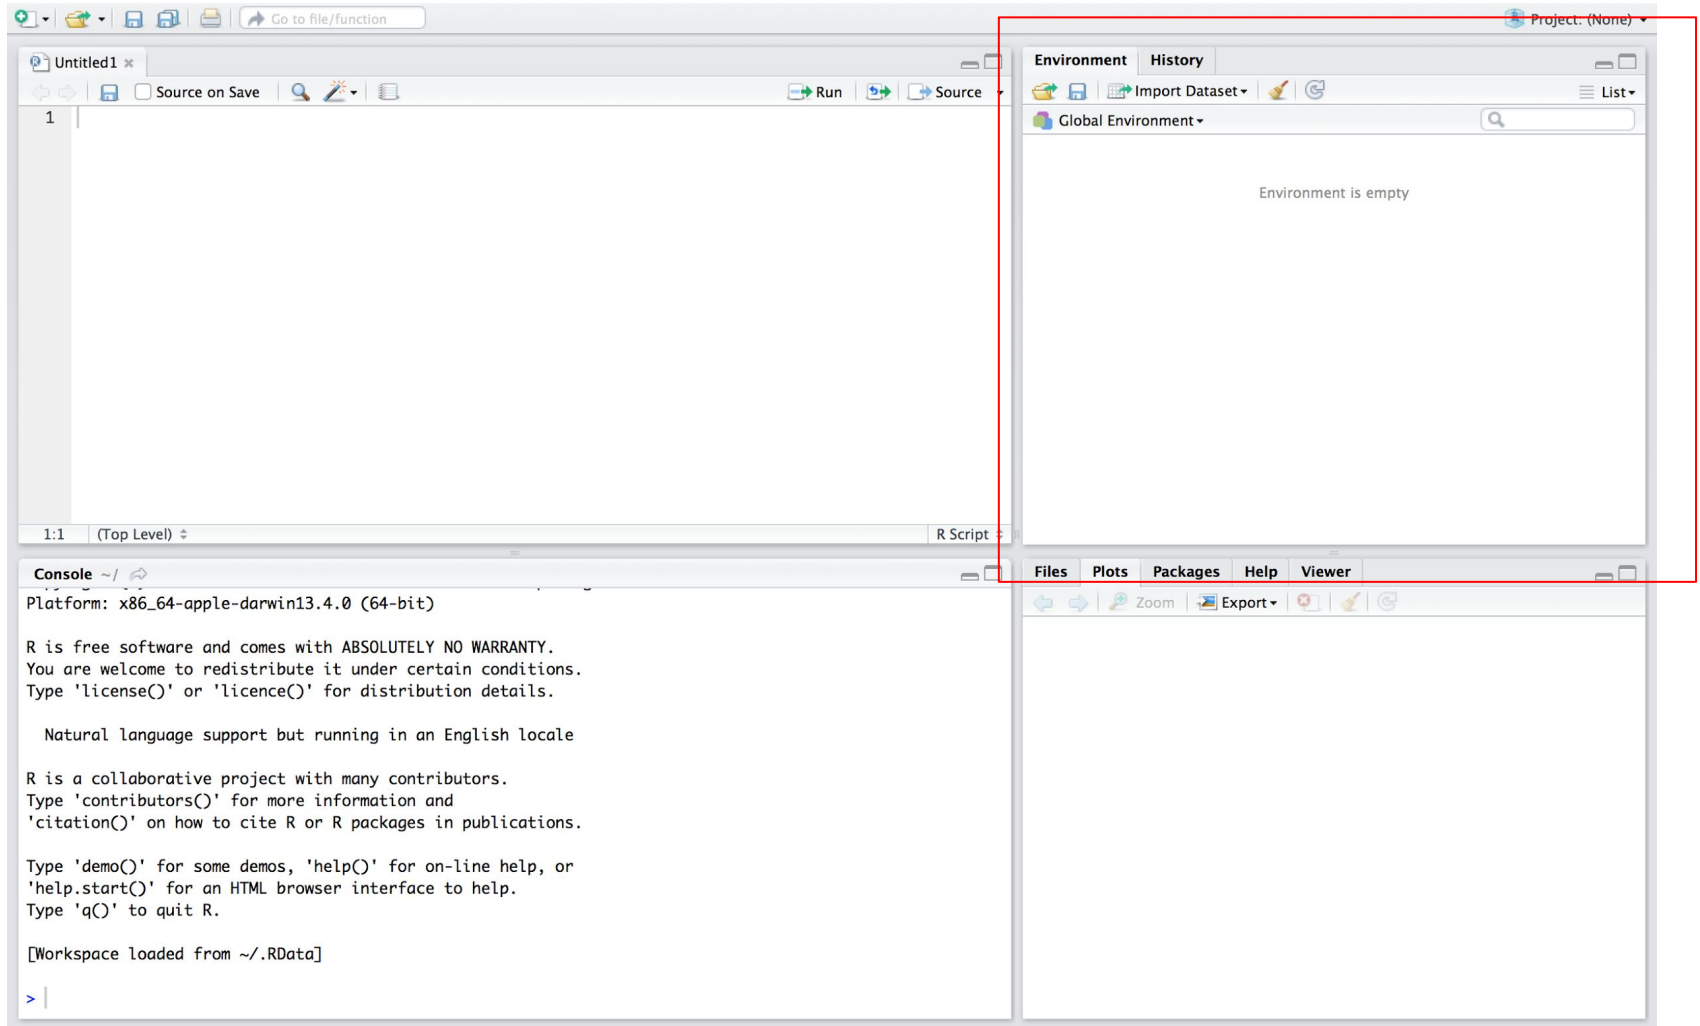 Go to file/function
Project: (None)
Untitled1
Source on Save
Run
Source
1
1:1
(Top Level)
R Script
Environment
History
Import Dataset
List
Global Environment
Environment is empty
Console ~/
Platform: x86_64-apple-darwin13.4.0 (64-bit)
R is free software and comes with ABSOLUTELY NO WARRANTY.
You are welcome to redistribute it under certain conditions.
Type 'license()' or 'licence()' for distribution details.
Natural language support but running in an English locale
R is a collaborative project with many contributors.
Type 'contributors()' for more information and
'citation()' on how to cite R or R packages in publications.
Type 'demo()' for some demos, 'help()' for on-line help, or
'help.start()' for an HTML browser interface to help.
Type 'q()' to quit R.
[Workspace loaded from ~/.RData]
>
Files
Plots
Packages
Help
Viewer
Zoom
Export